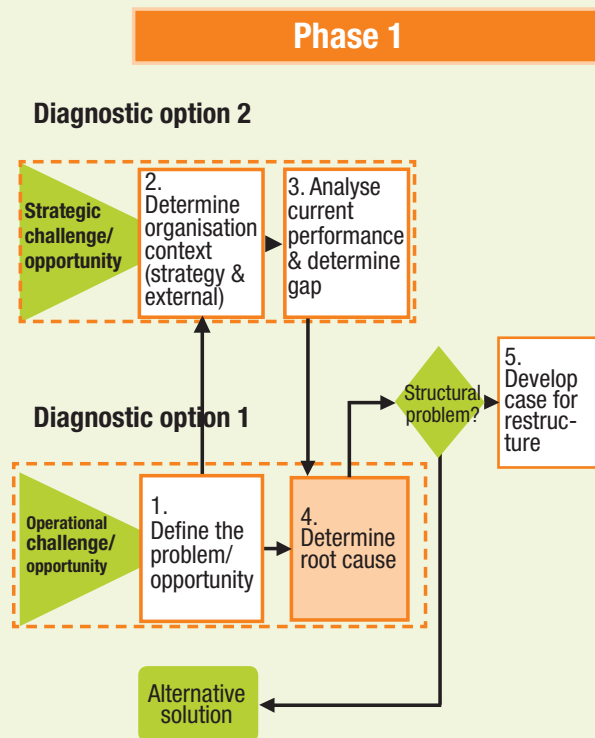 Phase 1
Diagnostic option 2
Strategic
challenge/
opportunity
2.
Determine
organisation
context
(strategy &
external)
3. Analyse
current
performance
& determine
gap
Structural
problem?
5.
Develop
case for
restruc-
ture
Diagnostic option 1
Operational
challenge/
opportunity
1.
Define the
problem/
opportunity
4.
Determine
root cause
Alternative
solution